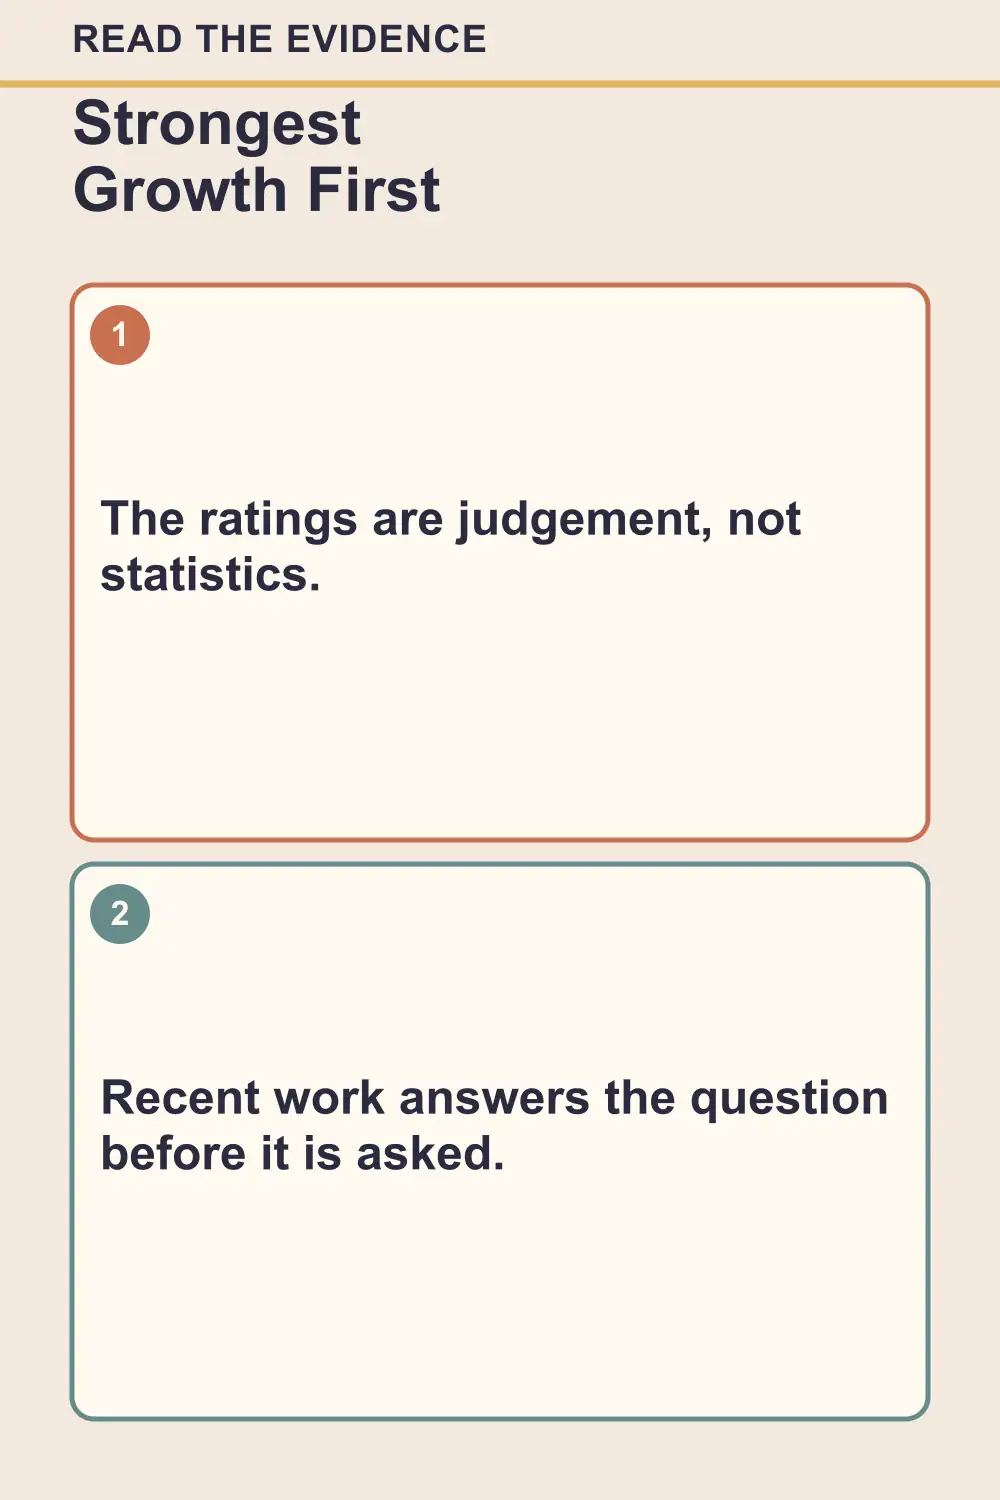 READ THE EVIDENCE
Strongest
Growth First
1
The ratings are judgement, not
statistics.
2
Recent work answers the question
before it is asked.